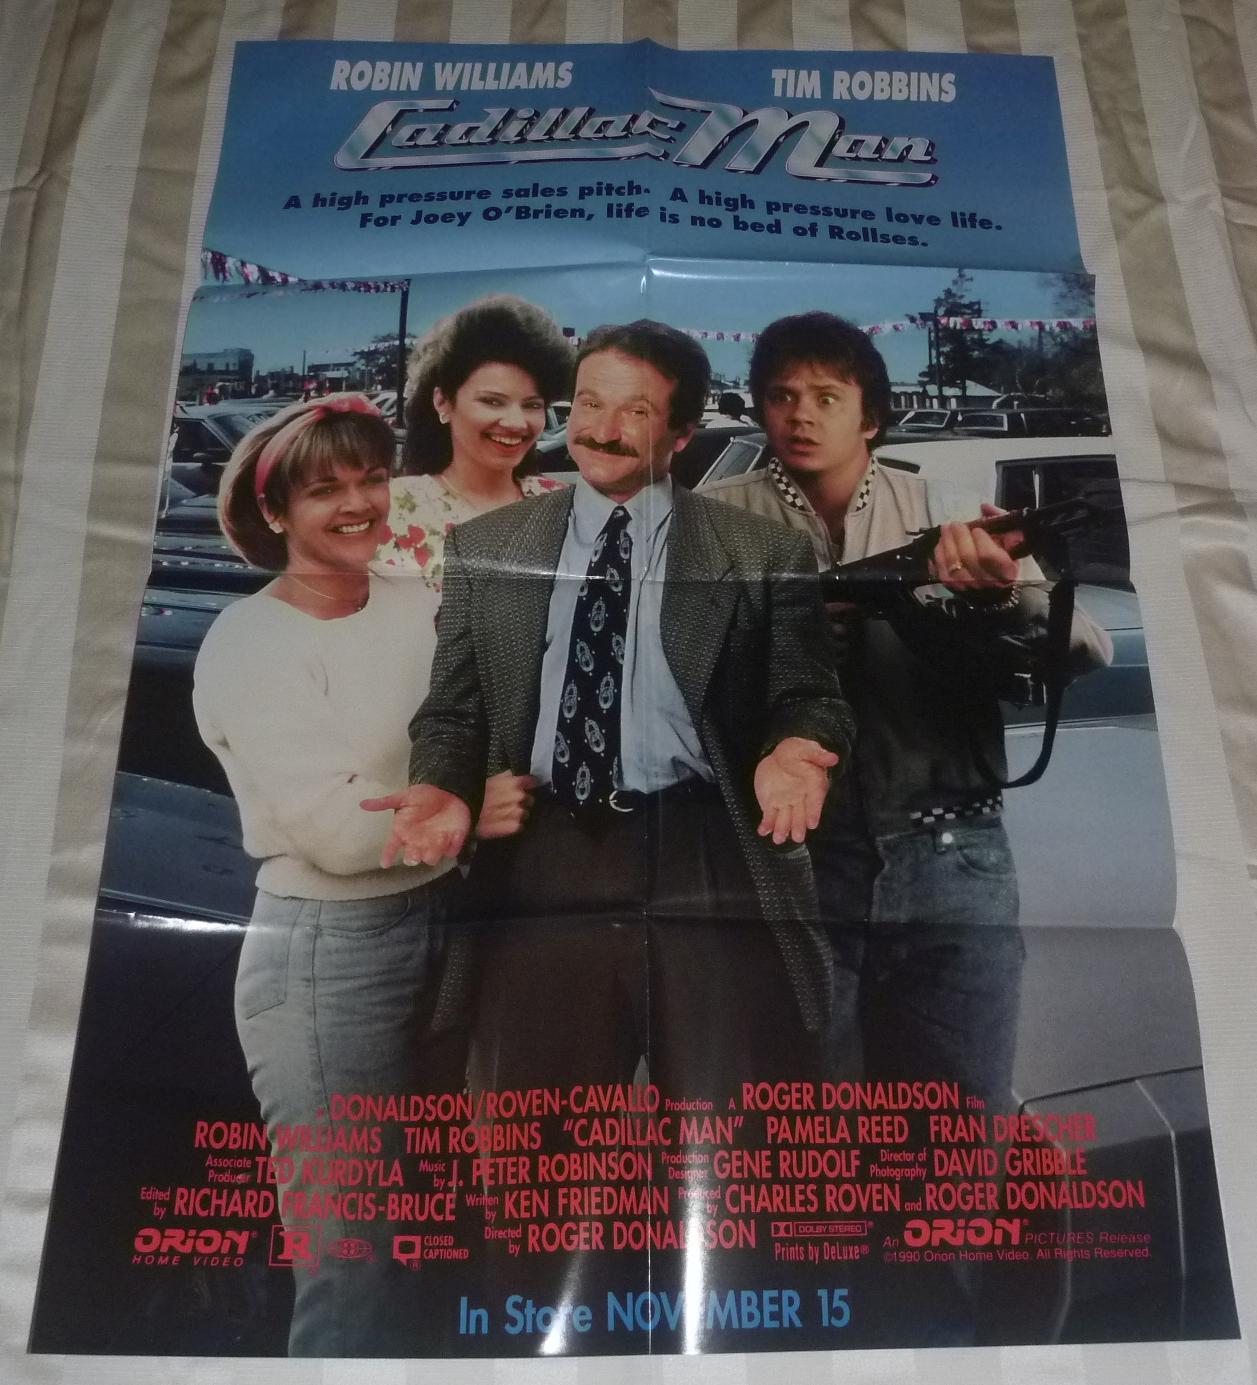 ROBIN WILLIAMS TIM ROBBINS
Cadillac Man
A high pressure sales pitch. A high pressure love life.
For Joey O'Brien, life is no bed of Rollses.
DONALDSON/ROVEN-CAVALLO Production A ROGER DONALDSON Film
ROBIN WILLIAMS TIM ROBBINS "CADILLAC MAN" PAMELA REED FRAN DRESCHER
Associate Producer TED KURDYLA Music by J. PETER ROBINSON Production Designer GENE RUDOLF Director of Photography DAVID GRIBBLE
Edited by RICHARD FRANCIS-BRUCE Written by KEN FRIEDMAN Produced by CHARLES ROVEN and ROGER DONALDSON
Directed by ROGER DONALDSON
ORION HOME VIDEO R CLOSED CAPTIONED DOLBY STEREO Prints by DeLuxe® An ORION® PICTURES Release
©1990 Orion Home Video. All Rights Reserved.
In Store NOVEMBER 15